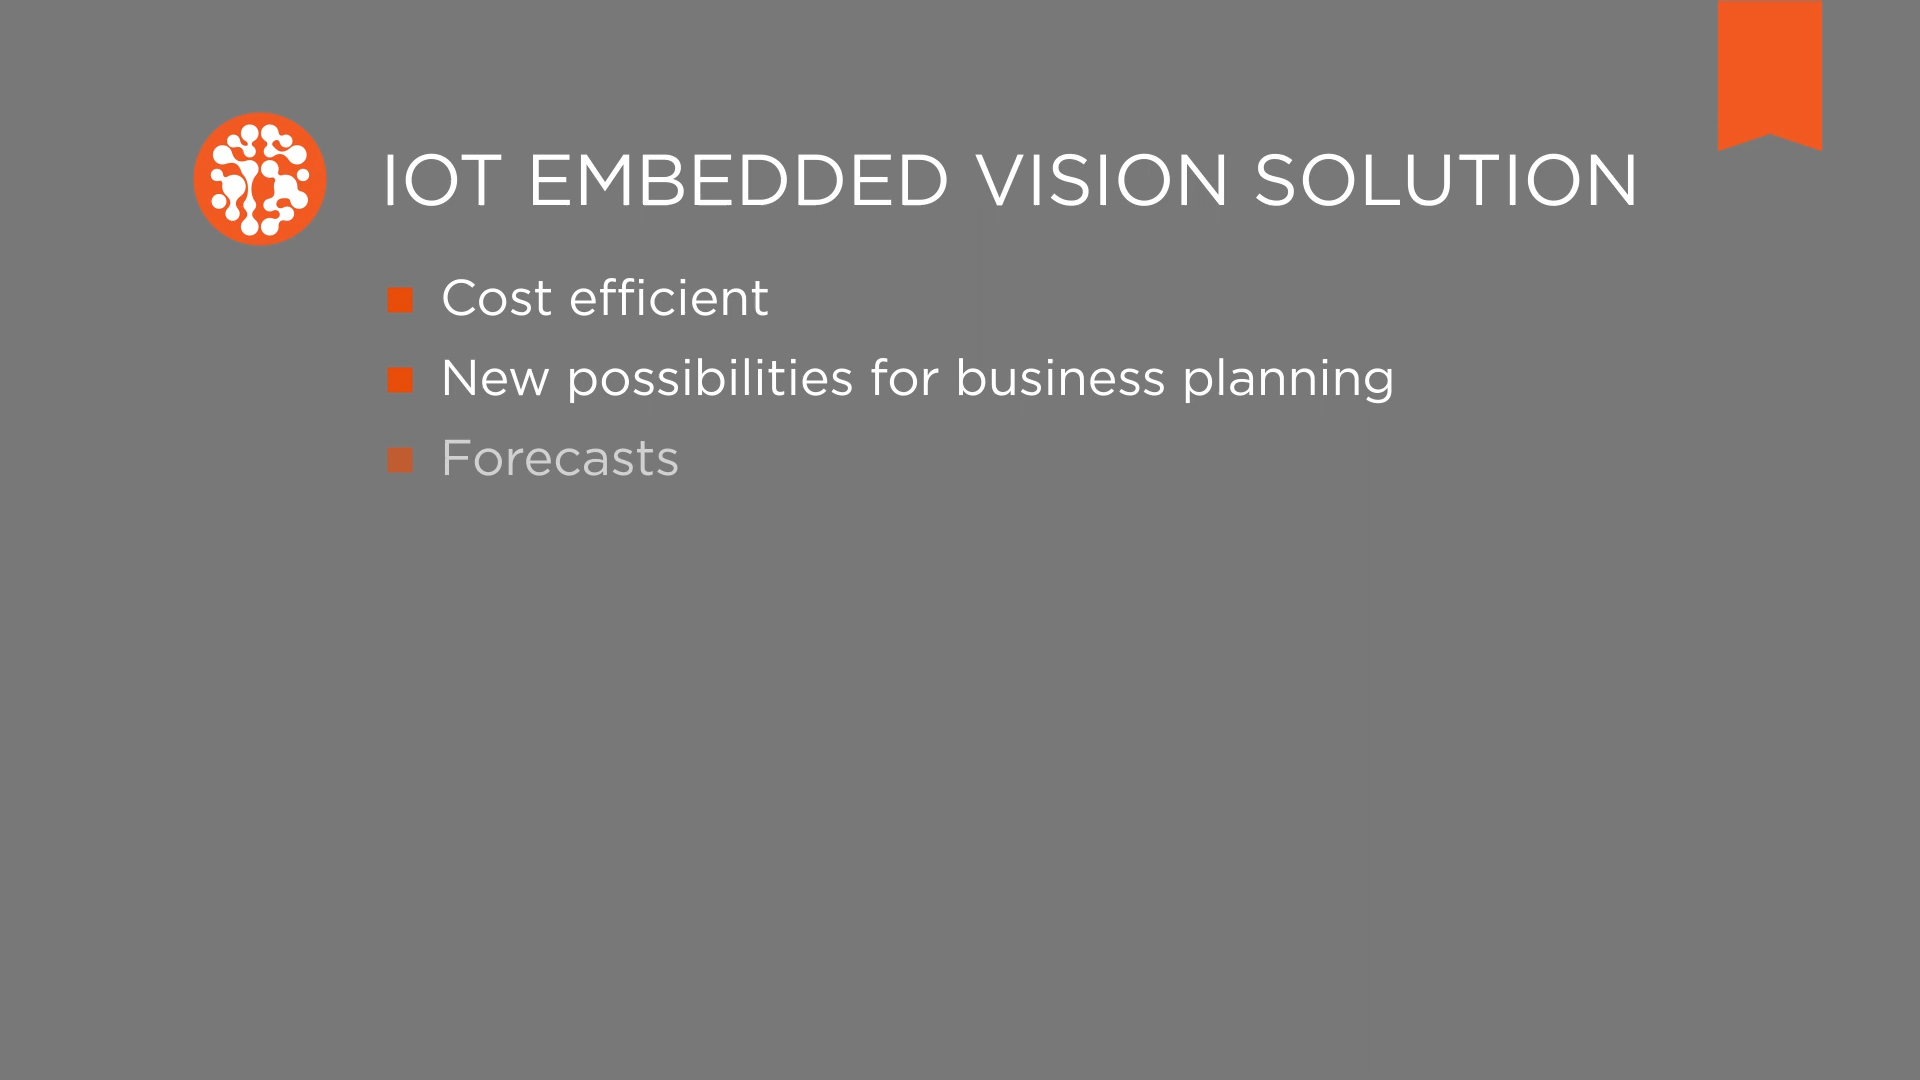 IOT EMBEDDED VISION SOLUTION
Cost efficient
New possibilities for business planning
Forecasts